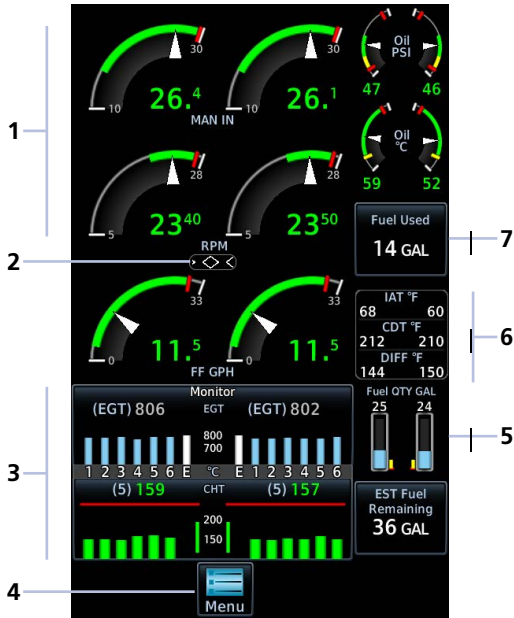 30
30
Oil
PSI
10
26.4
10
26.1
47
46
MAN IN
1
Oil
°C
28
28
59
52
5
2340
5
2350
Fuel Used
14 GAL
7
RPM
2
33
33
IAT °F
68 60
CDT °F
212 210
DIFF °F
144 150
6
0
11.5
0
11.5
FF GPH
Monitor
(EGT) 806 EGT (EGT) 802
800
700
1 2 3 4 5 6 E °C E 1 2 3 4 5 6
3
(5) 159 CHT (5) 157
200
150
Fuel QTY GAL
25 24
5
EST Fuel
Remaining
36 GAL
4
Menu